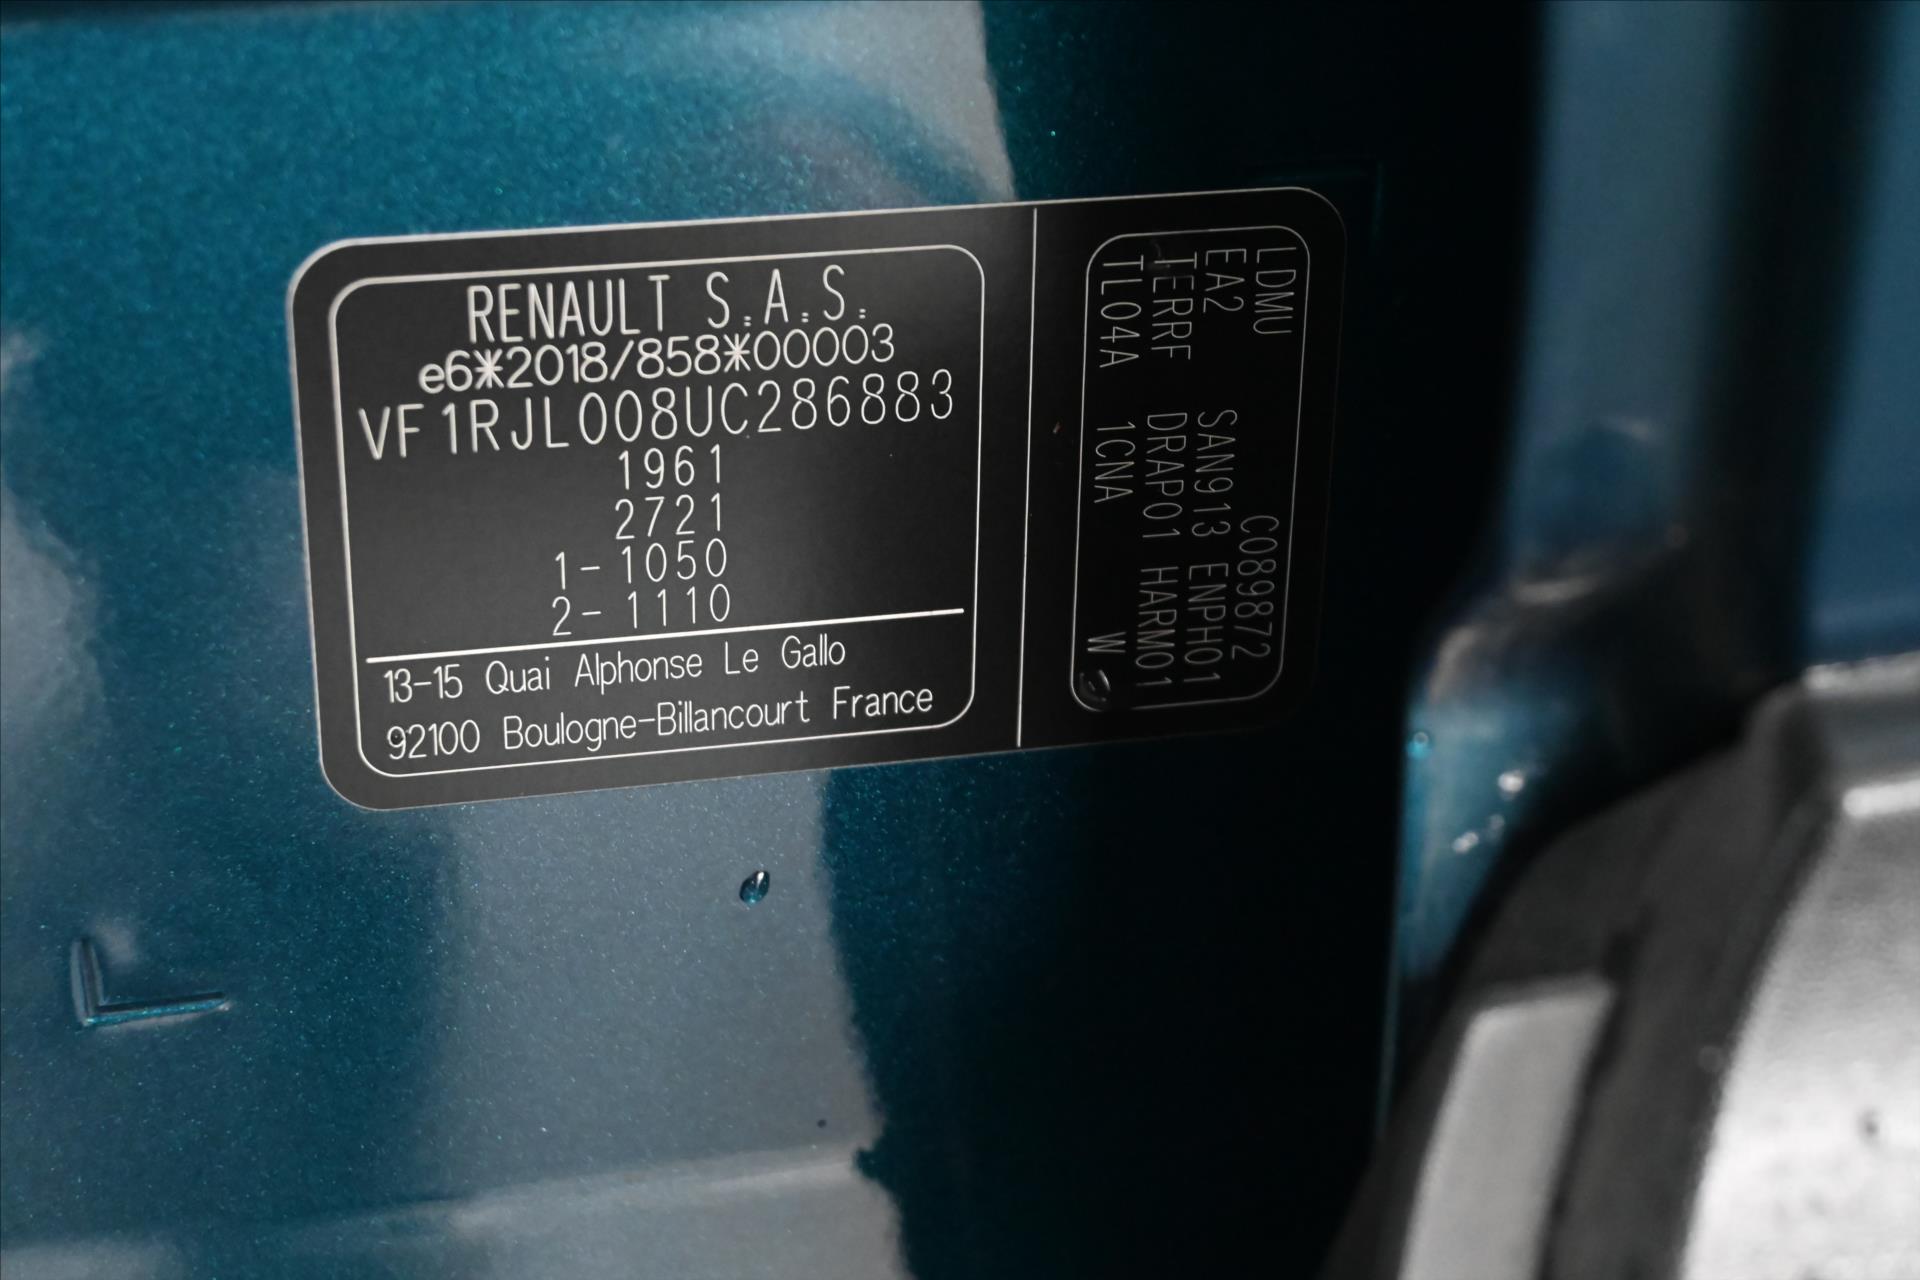 RENAULT S.A.S.
e6*2018/858*00003
VF1RJL008UC286883
1961
2721
1-1050
2-1110
13-15 Quai Alphonse Le Gallo
92100 Boulogne-Billancourt France
LDMU C089872
EA2 SAN913 ENPH01
TERRF DRAP01 HARM01
TL04A 1CNA W